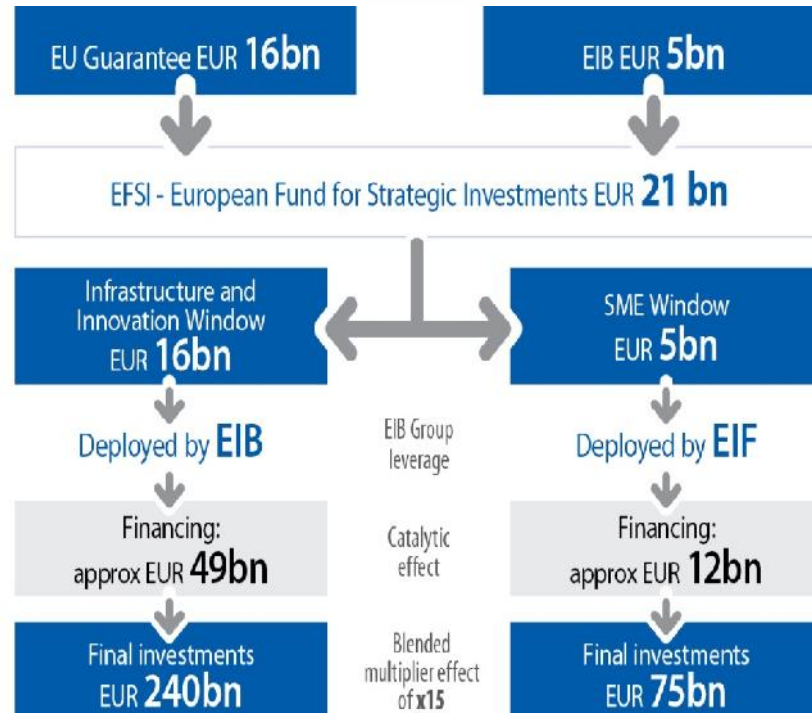 EU Guarantee EUR 16bn
EIB EUR 5bn
EFSI - European Fund for Strategic Investments EUR 21 bn
Infrastructure and
Innovation Window
EUR 16bn
SME Window
EUR 5bn
Deployed by EIB
EIB Group
leverage
Deployed by EIF
Financing:
approx EUR 49bn
Catalytic
effect
Financing:
approx EUR 12bn
Final investments
EUR 240bn
Blended
multiplier effect
of x15
Final investments
EUR 75bn